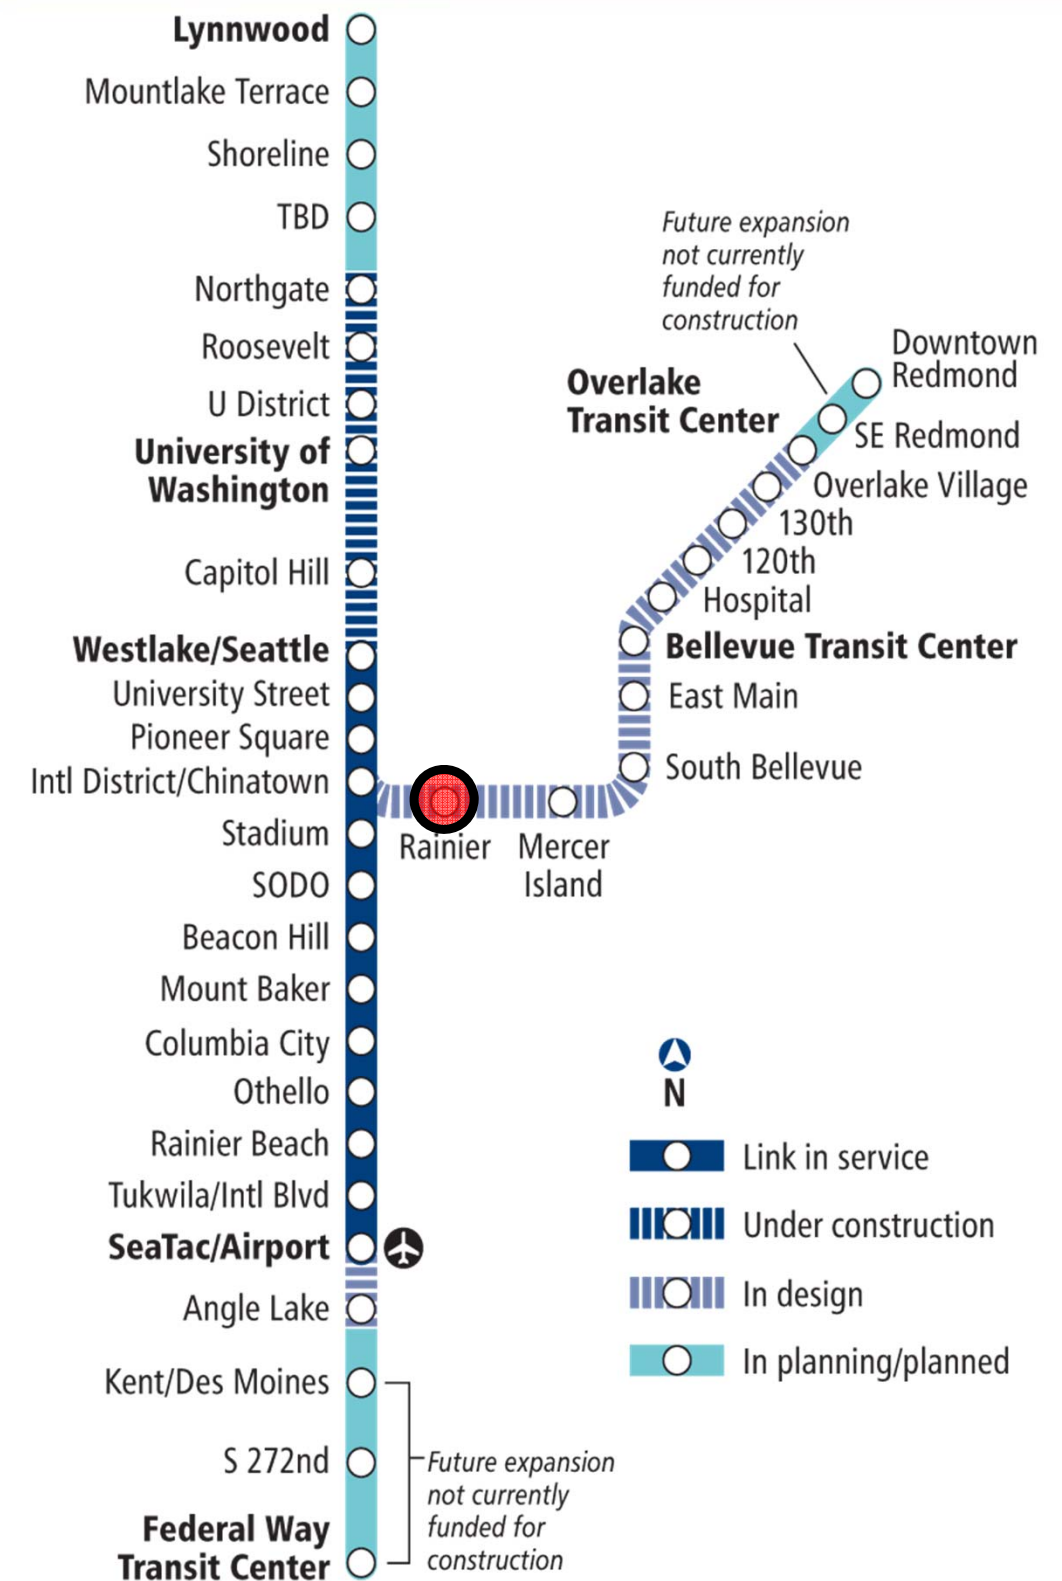 Lynnwood
Mountlake Terrace
Shoreline
TBD
Northgate
Roosevelt
U District
University of
Washington
Capitol Hill
Westlake/Seattle
University Street
Pioneer Square
Intl District/Chinatown
Stadium
SODO
Beacon Hill
Mount Baker
Columbia City
Othello
Rainier Beach
Tukwila/Intl Blvd
SeaTac/Airport
Angle Lake
Kent/Des Moines
S 272nd
Federal Way
Transit Center
Future expansion
not currently
funded for
construction
Rainier
Mercer
Island
South Bellevue
East Main
Bellevue Transit Center
Hospital
120th
130th
Overlake Village
Overlake
Transit Center
SE Redmond
Downtown
Redmond
Future expansion
not currently
funded for
construction
N
Link in service
Under construction
In design
In planning/planned